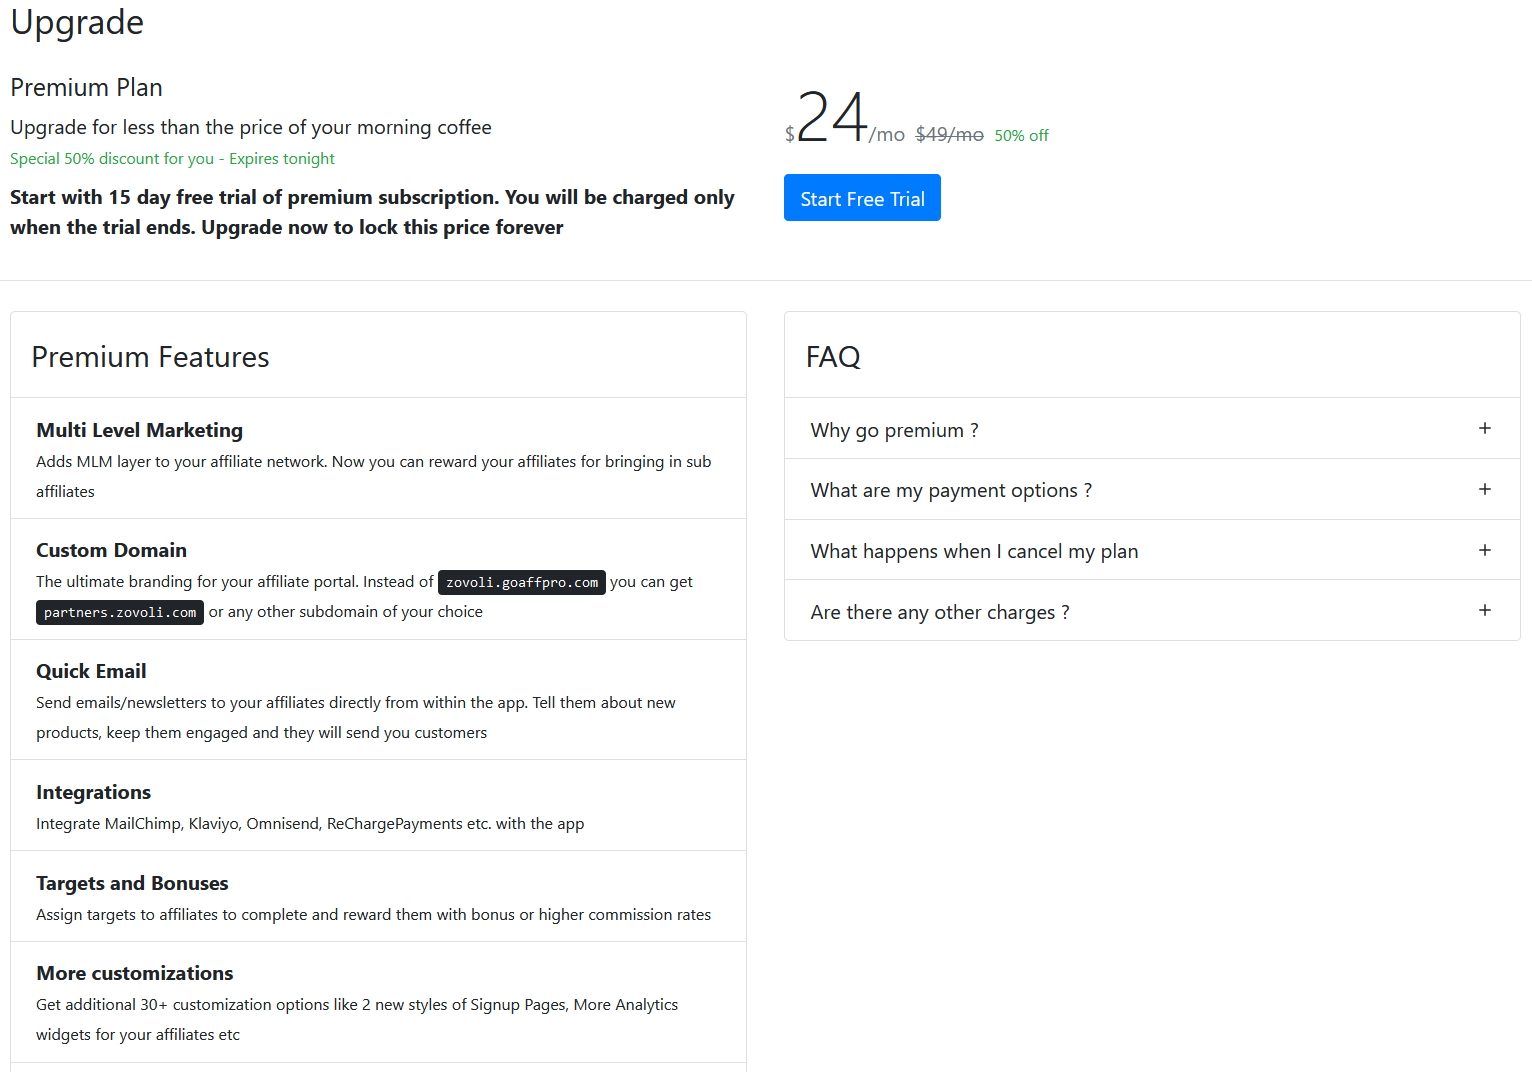 Upgrade
Premium Plan
Upgrade for less than the price of your morning coffee
Special 50% discount for you - Expires tonight
Start with 15 day free trial of premium subscription. You will be charged only
when the trial ends. Upgrade now to lock this price forever
$24/mo $49/mo 50% off
Start Free Trial
Premium Features
Multi Level Marketing
Adds MLM layer to your affiliate network. Now you can reward your affiliates for bringing in sub
affiliates
Custom Domain
The ultimate branding for your affiliate portal. Instead of zovoli.goaffpro.com you can get
partners.zovoli.com or any other subdomain of your choice
Quick Email
Send emails/newsletters to your affiliates directly from within the app. Tell them about new
products, keep them engaged and they will send you customers
Integrations
Integrate MailChimp, Klaviyo, Omnisend, ReChargePayments etc. with the app
Targets and Bonuses
Assign targets to affiliates to complete and reward them with bonus or higher commission rates
More customizations
Get additional 30+ customization options like 2 new styles of Signup Pages, More Analytics
widgets for your affiliates etc
FAQ
Why go premium ? +
What are my payment options ? +
What happens when I cancel my plan +
Are there any other charges ? +